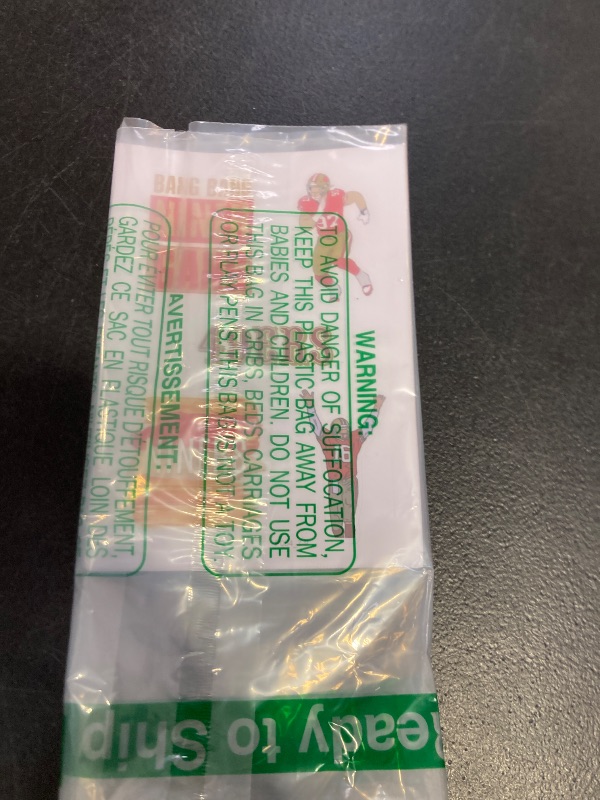 WARNING:
TO AVOID DANGER OF SUFFOCATION,
KEEP THIS PLASTIC BAG AWAY FROM
BABIES AND CHILDREN. DO NOT USE
THIS BAG IN CRIBS, BEDS, CARRIAGES
OR PLAY PENS. THIS BAG IS NOT A TOY.
AVERTISSEMENT:
POUR ÉVITER TOUT RISQUE D'ÉTOUFFEMENT,
GARDEZ CE SAC EN PLASTIQUE LOIN DES
BANG BANG
eady to Ship